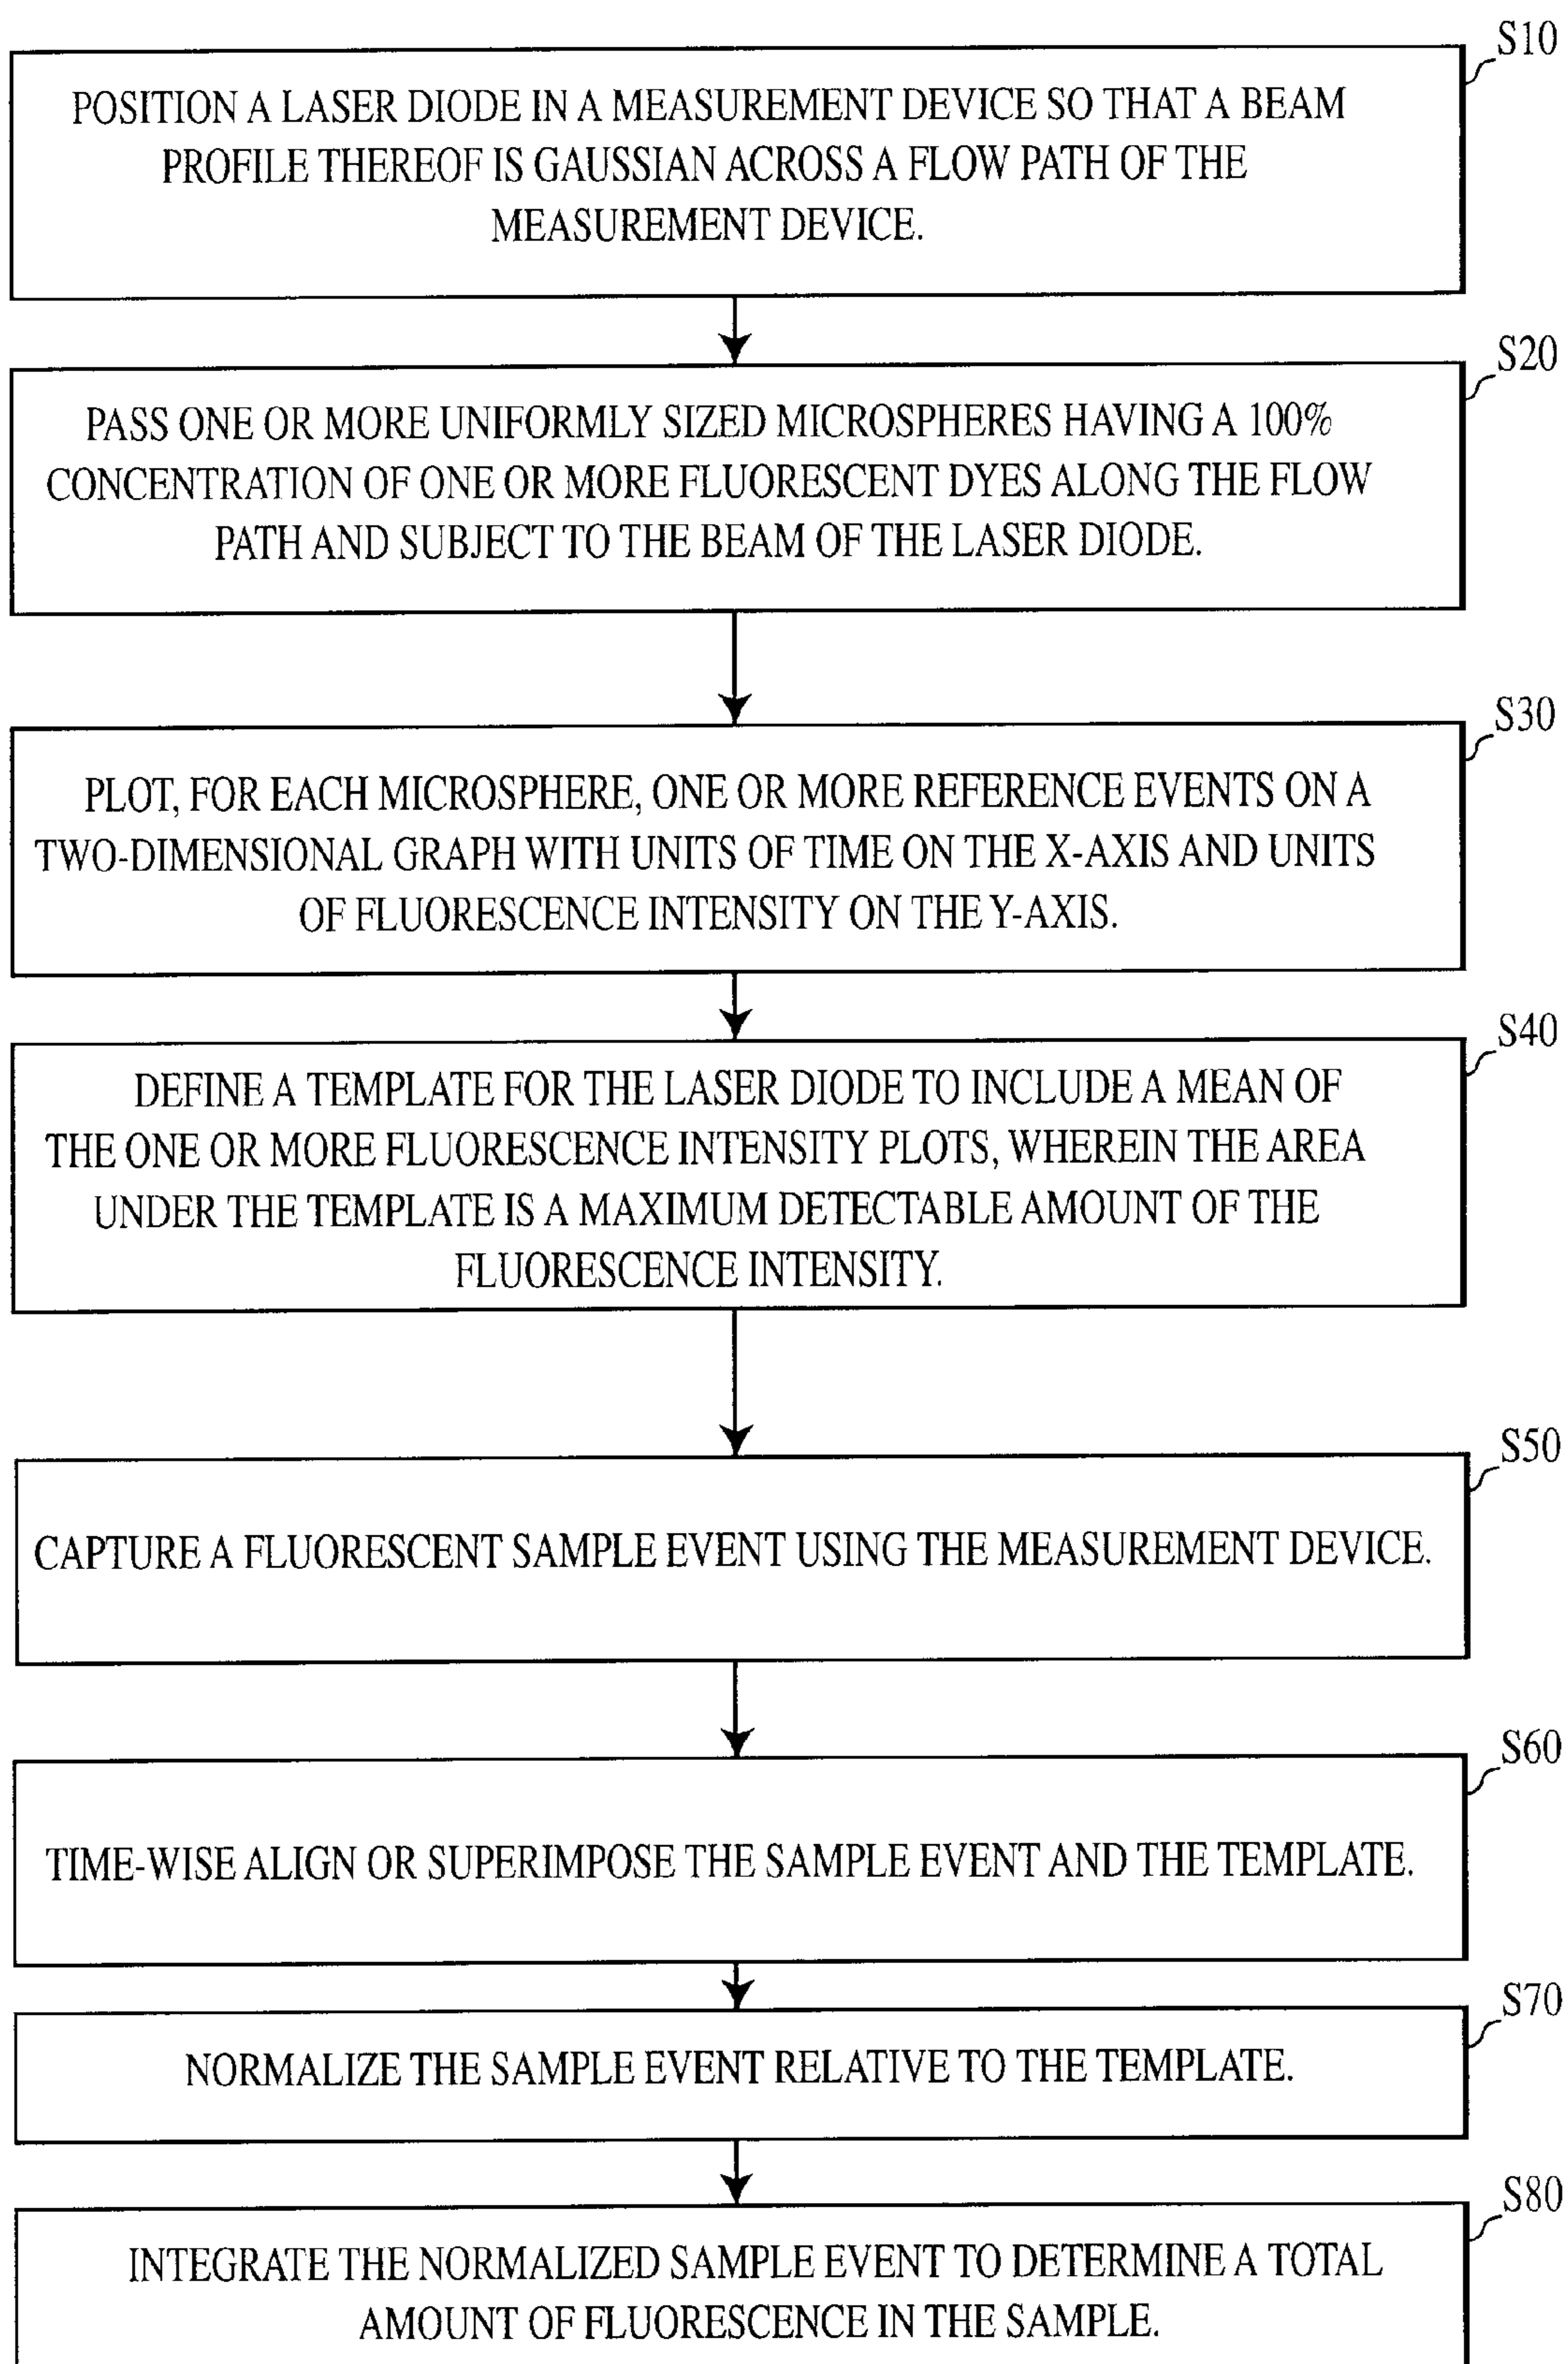 S10
POSITION A LASER DIODE IN A MEASUREMENT DEVICE SO THAT A BEAM
PROFILE THEREOF IS GAUSSIAN ACROSS A FLOW PATH OF THE
MEASUREMENT DEVICE.
S20
PASS ONE OR MORE UNIFORMLY SIZED MICROSPHERES HAVING A 100%
CONCENTRATION OF ONE OR MORE FLUORESCENT DYES ALONG THE FLOW
PATH AND SUBJECT TO THE BEAM OF THE LASER DIODE.
S30
PLOT, FOR EACH MICROSPHERE, ONE OR MORE REFERENCE EVENTS ON A
TWO-DIMENSIONAL GRAPH WITH UNITS OF TIME ON THE X-AXIS AND UNITS
OF FLUORESCENCE INTENSITY ON THE Y-AXIS.
S40
DEFINE A TEMPLATE FOR THE LASER DIODE TO INCLUDE A MEAN OF
THE ONE OR MORE FLUORESCENCE INTENSITY PLOTS, WHEREIN THE AREA
UNDER THE TEMPLATE IS A MAXIMUM DETECTABLE AMOUNT OF THE
FLUORESCENCE INTENSITY.
S50
CAPTURE A FLUORESCENT SAMPLE EVENT USING THE MEASUREMENT DEVICE.
S60
TIME-WISE ALIGN OR SUPERIMPOSE THE SAMPLE EVENT AND THE TEMPLATE.
S70
NORMALIZE THE SAMPLE EVENT RELATIVE TO THE TEMPLATE.
S80
INTEGRATE THE NORMALIZED SAMPLE EVENT TO DETERMINE A TOTAL
AMOUNT OF FLUORESCENCE IN THE SAMPLE.